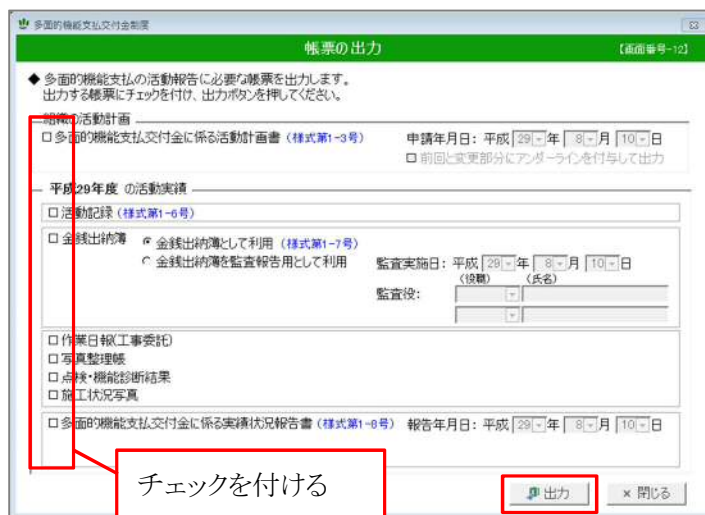 多面的機能支払交付金制度
帳票の出力
【画面番号-12】
◆ 多面的機能支払の活動報告に必要な帳票を出力します。
出力する帳票にチェックを付け、出力ボタンを押してください。
組織の活動計画
多面的機能支払交付金に係る活動計画書 (様式第1-3号) 申請年月日: 平成 29 年 8 月 10 日
前回と変更部分にアンダーラインを付与して出力
平成29年度 の活動実績
活動記録 (様式第1-6号)
金銭出納簿 金銭出納簿として利用 (様式第1-7号)
金銭出納簿を監査報告用として利用 監査実施日: 平成 29 年 8 月 10 日
(役職) (氏名)
監査役:
作業日報(工事委託)
写真整理帳
点検・機能診断結果
施工状況写真
多面的機能支払交付金に係る実績状況報告書 (様式第1-8号) 報告年月日: 平成 29 年 8 月 10 日
チェックを付ける
出力 × 閉じる